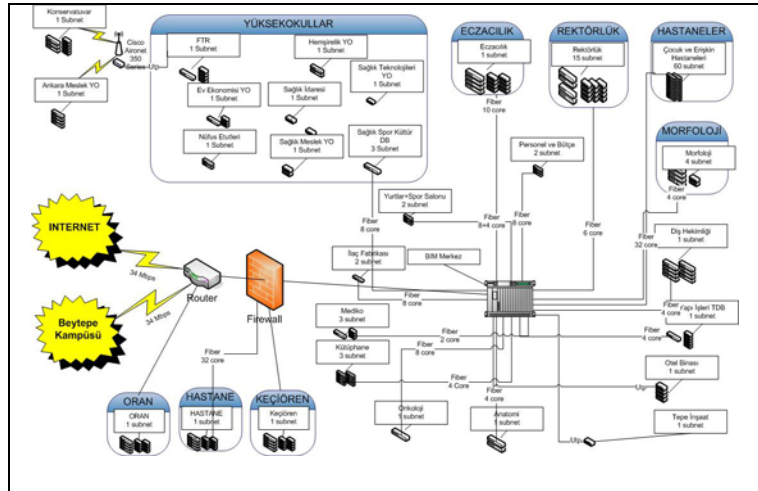 Konservaluvar
1 Subnet
Cisco
Aironet
350
Series
Utp
Ankara Meslek YO
1 Subnet
YÜKSEKOKULLAR
FTR
1 Subnet
Hemşirelik YO
1 Subnet
Sağlık Teknolojileri
YO
1 Subnet
Ev Ekonomisi YO
1 Subnet
Sağlık İdaresi
1 Subnet
Nüfus Etutleri
1 Subnet
Sağlık Meslek YO
1 Subnet
Sağlık Spor Kültür
DB
3 Subnet
ECZACILIK
Eczacılık
1 subnet
Fiber
10 core
REKTÖRLÜK
Rektörlük
15 subnet
HASTANELER
Çocuk ve Erişkin
Hastaneleri
60 subnet
MORFOLOJİ
Morfoloji
4 subnet
Fiber
4 core
Personel ve Bütçe
2 subnet
Yurtlar+Spor Salonu
2 subnet
Fiber
8 core
Fiber
8+4 core
Fiber
8 core
Fiber
6 core
Fiber
32 core
Diş Hekimliği
1 subnet
İNTERNET
34 Mbps
Beytepe
Kampüsü
34 Mbps
Router
Firewall
İlaç Fabrikası
2 subnet
BIM Merkez
Fiber
8 core
Fiber
4 core
Yapı İşleri TDB
1 subnet
Mediko
3 subnet
Fiber
2 core
Fiber
4 core
Kütüphane
3 subnet
Fiber
8 core
Fiber
4 Core
Fiber
32 core
Otel Binası
1 subnet
Utp
Fiber
4 core
ORAN
ORAN
1 subnet
HASTANE
HASTANE
1 subnet
KEÇİÖREN
Keçiören
1 subnet
Onkoloji
1 subnet
Anatomi
1 subnet
Tepe İnşaat
1 subnet
Utp